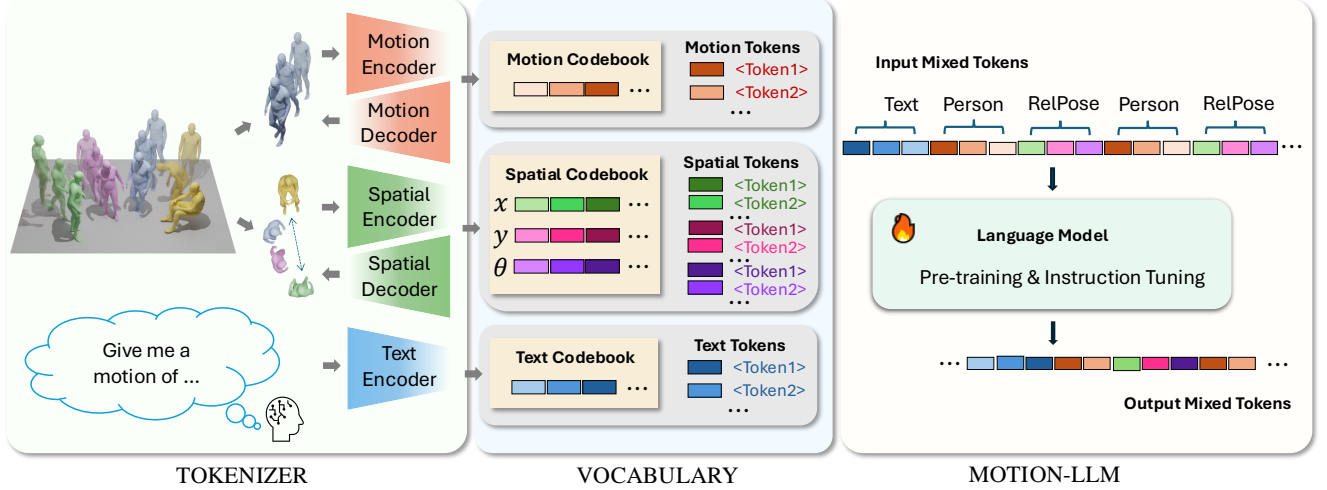 Motion
Encoder
Motion
Decoder
Spatial
Encoder
Spatial
Decoder
Give me a
motion of ...
Text
Encoder
TOKENIZER
Motion Codebook
...
Motion Tokens
<Token1>
<Token2>
...
Spatial Codebook
x ...
y ...
θ ...
Spatial Tokens
<Token1>
<Token2>
...
<Token1>
<Token2>
...
<Token1>
<Token2>
...
Text Codebook
...
Text Tokens
<Token1>
<Token2>
...
VOCABULARY
Input Mixed Tokens
Text Person RelPose Person RelPose
...
Language Model
Pre-training & Instruction Tuning
... ...
Output Mixed Tokens
MOTION-LLM